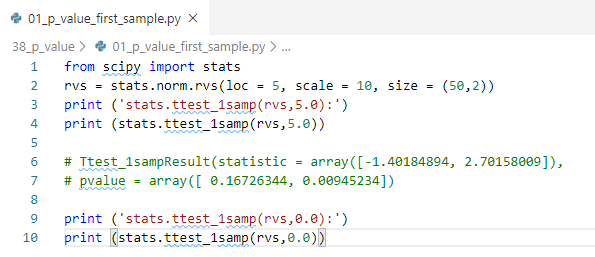 01_p_value_first_sample.py ×
38_p_value > 01_p_value_first_sample.py > ...
1 from scipy import stats
2 rvs = stats.norm.rvs(loc = 5, scale = 10, size = (50,2))
3 print ('stats.ttest_1samp(rvs,5.0):')
4 print (stats.ttest_1samp(rvs,5.0))
5
6 # Ttest_1sampResult(statistic = array([-1.40184894, 2.70158009]),
7 # pvalue = array([ 0.16726344, 0.00945234])
8
9 print ('stats.ttest_1samp(rvs,0.0):')
10 print (stats.ttest_1samp(rvs,0.0))